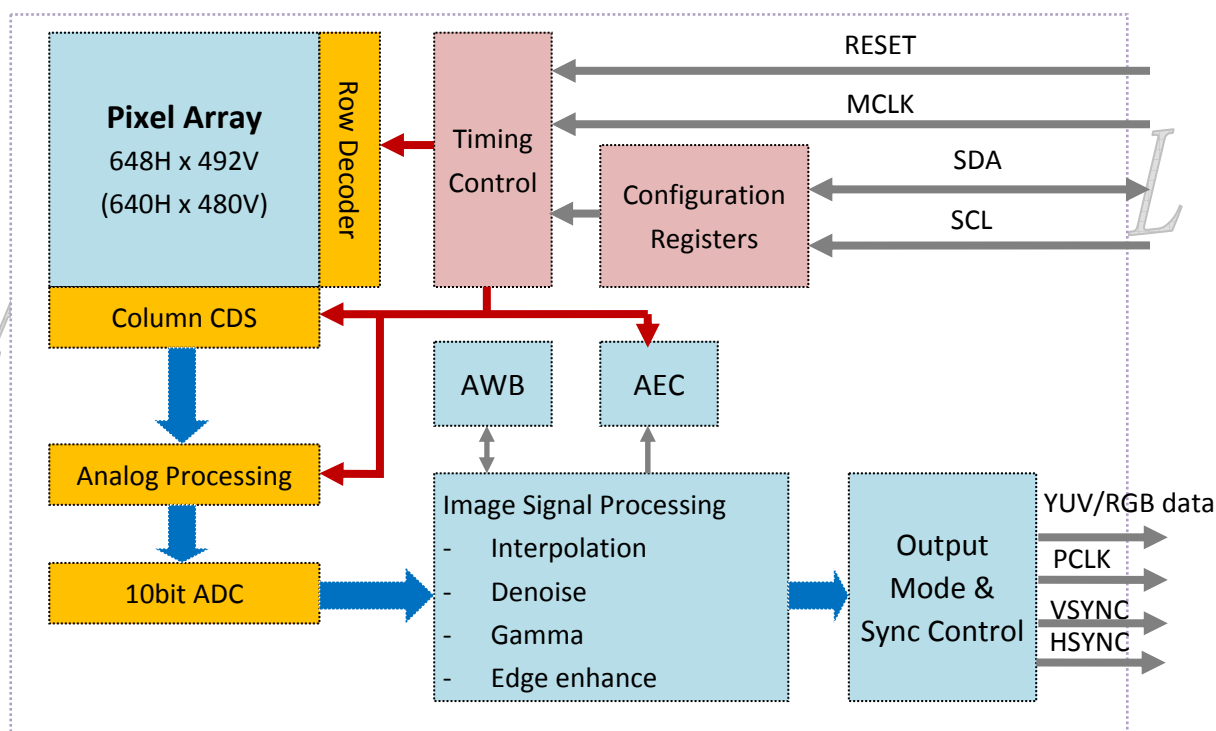 Pixel Array
648H x 492V
(640H x 480V)
Row Decoder
Timing
Control
RESET
MCLK
SDA
SCL
Configuration
Registers
Column CDS
AWB
AEC
Analog Processing
10bit ADC
Image Signal Processing
- Interpolation
- Denoise
- Gamma
- Edge enhance
Output
Mode &
Sync Control
YUV/RGB data
PCLK
VSYNC
HSYNC
L